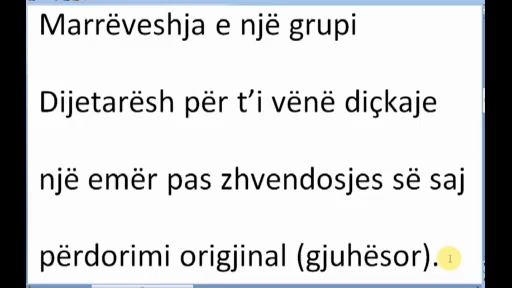 Marrëveshja e një grupi
Dijetarësh për t’i vënë diçkaje
një emër pas zhvendosjes së saj
përdorimi origjinal (gjuhësor).